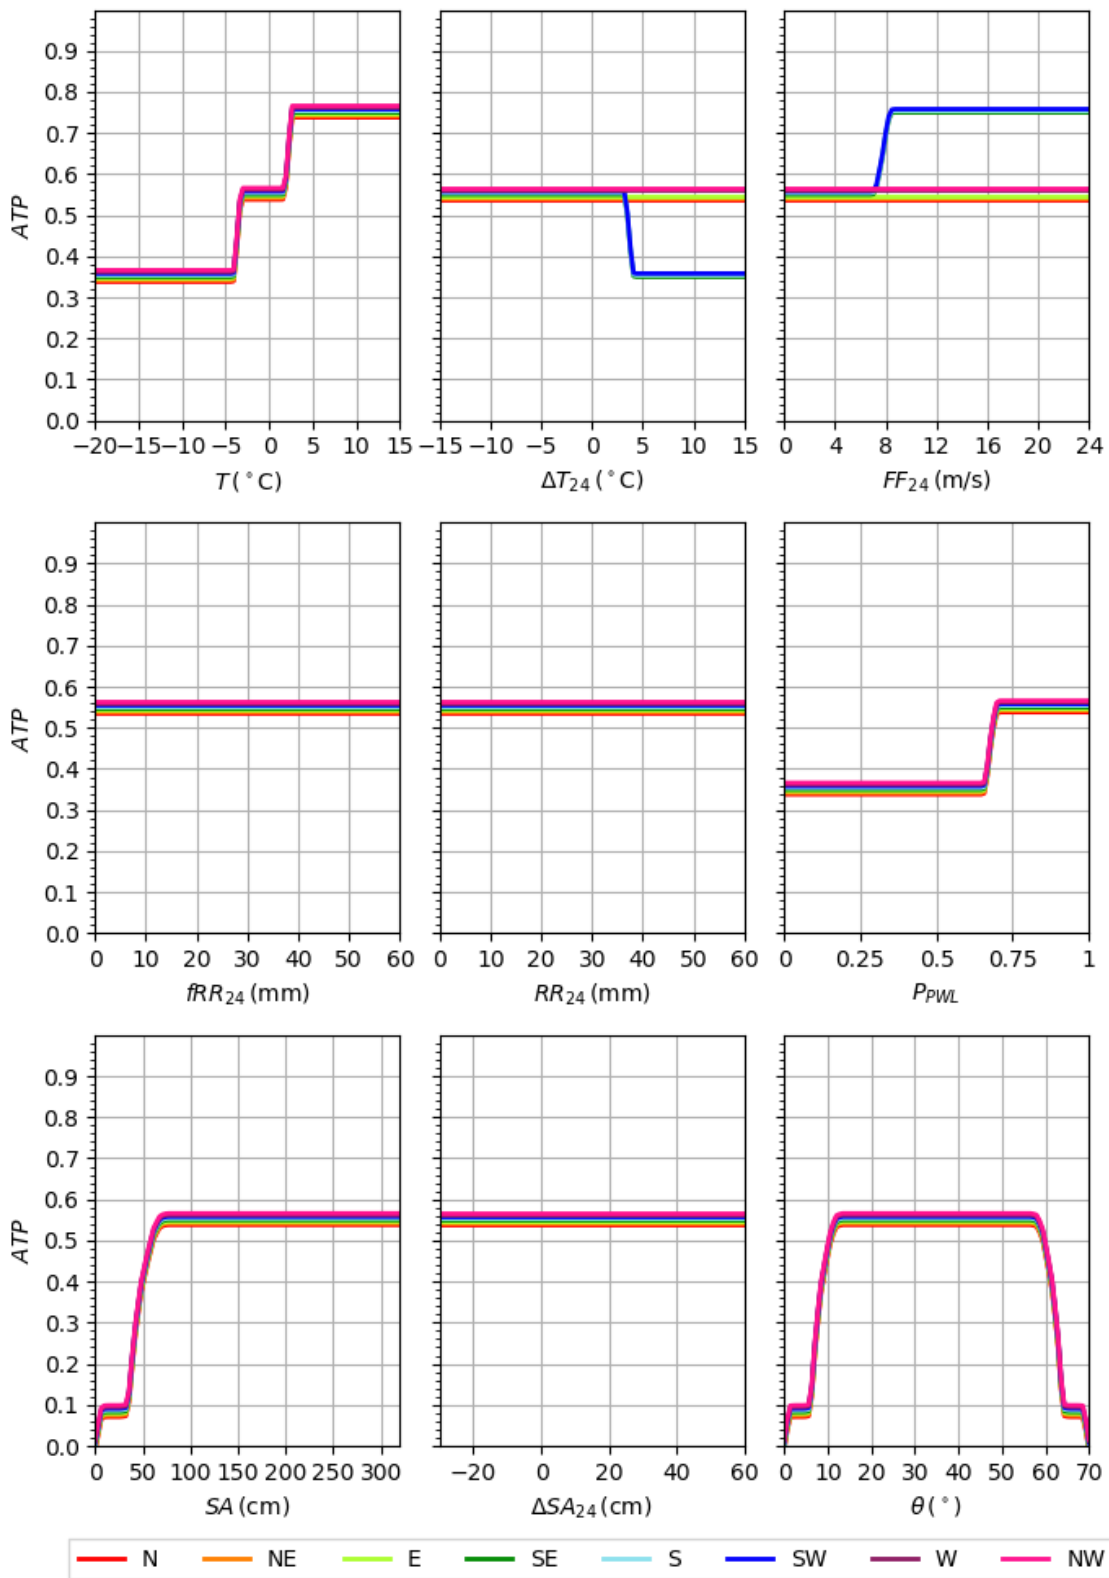 0.9
0.8
0.7
0.6
0.5
0.4
0.3
0.2
0.1
0.0
ATP
−20 −15 −10 −5 0 5 10 15
T (°C)
−15 −10 −5 0 5 10 15
ΔT24 (°C)
0 4 8 12 16 20 24
FF24 (m/s)
0.9
0.8
0.7
0.6
0.5
0.4
0.3
0.2
0.1
0.0
ATP
0 10 20 30 40 50 60
fRR24 (mm)
0 10 20 30 40 50 60
RR24 (mm)
0 0.25 0.5 0.75 1
PPWL
0.9
0.8
0.7
0.6
0.5
0.4
0.3
0.2
0.1
0.0
ATP
0 50 100 150 200 250 300
SA (cm)
−20 0 20 40 60
ΔSA24 (cm)
0 10 20 30 40 50 60 70
θ (°)
N NE E SE S SW W NW